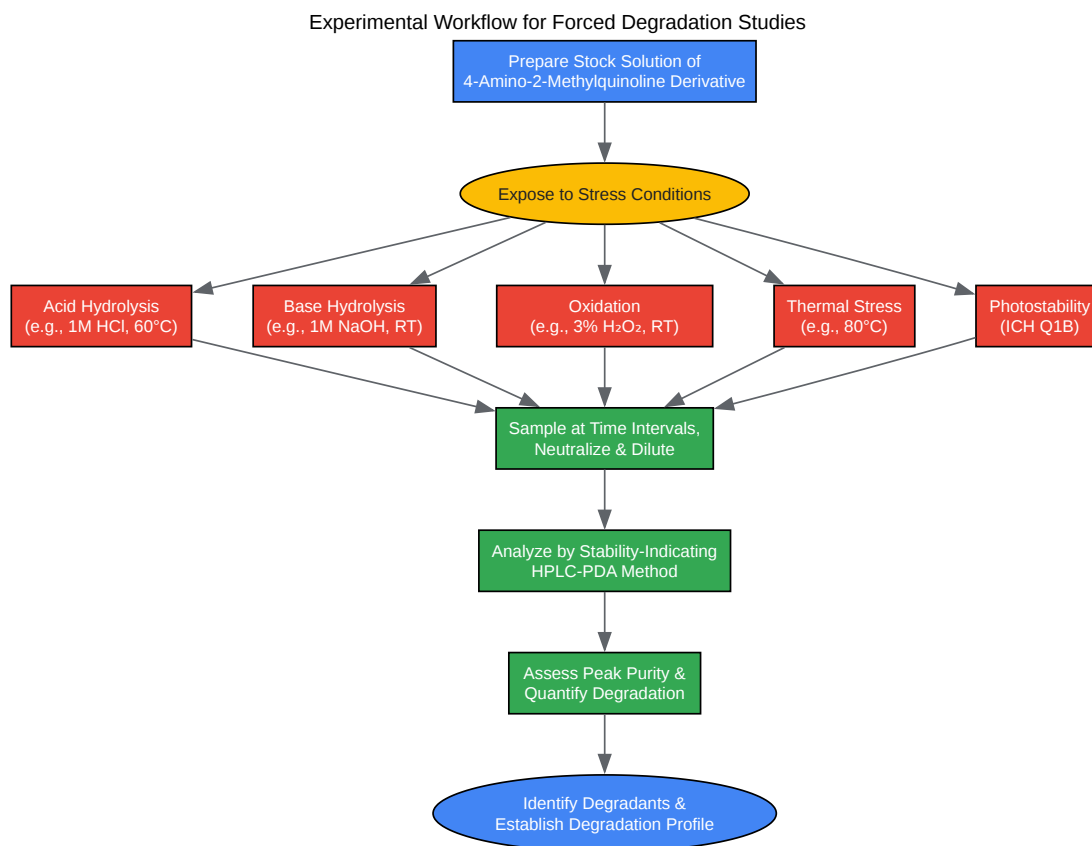 Experimental Workflow for Forced Degradation Studies
Prepare Stock Solution of
4-Amino-2-Methylquinoline Derivative
Expose to Stress Conditions
Acid Hydrolysis
(e.g., 1M HCl, 60°C)
Base Hydrolysis
(e.g., 1M NaOH, RT)
Oxidation
(e.g., 3% H₂O₂, RT)
Thermal Stress
(e.g., 80°C)
Photostability
(ICH Q1B)
Sample at Time Intervals,
Neutralize & Dilute
Analyze by Stability-Indicating
HPLC-PDA Method
Assess Peak Purity &
Quantify Degradation
Identify Degradants &
Establish Degradation Profile